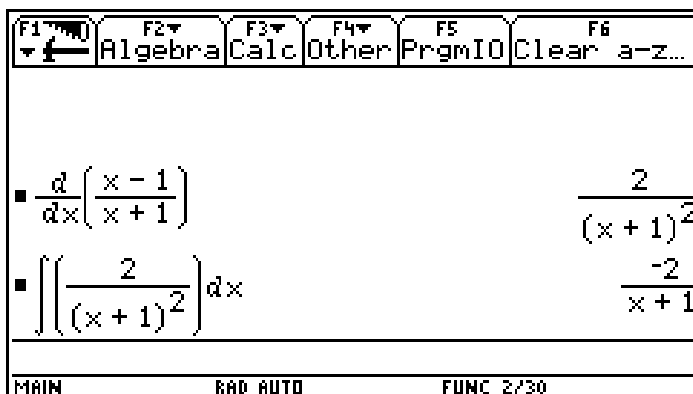 F1 F2 F3 F4 F5 F6
Algebra Calc Other PrgmIO Clear a-z…
d/dx((x - 1)/(x + 1)) 2/(x + 1)²
∫(2/(x + 1)²)dx -2/(x + 1
MAIN RAD AUTO FUNC 2/30